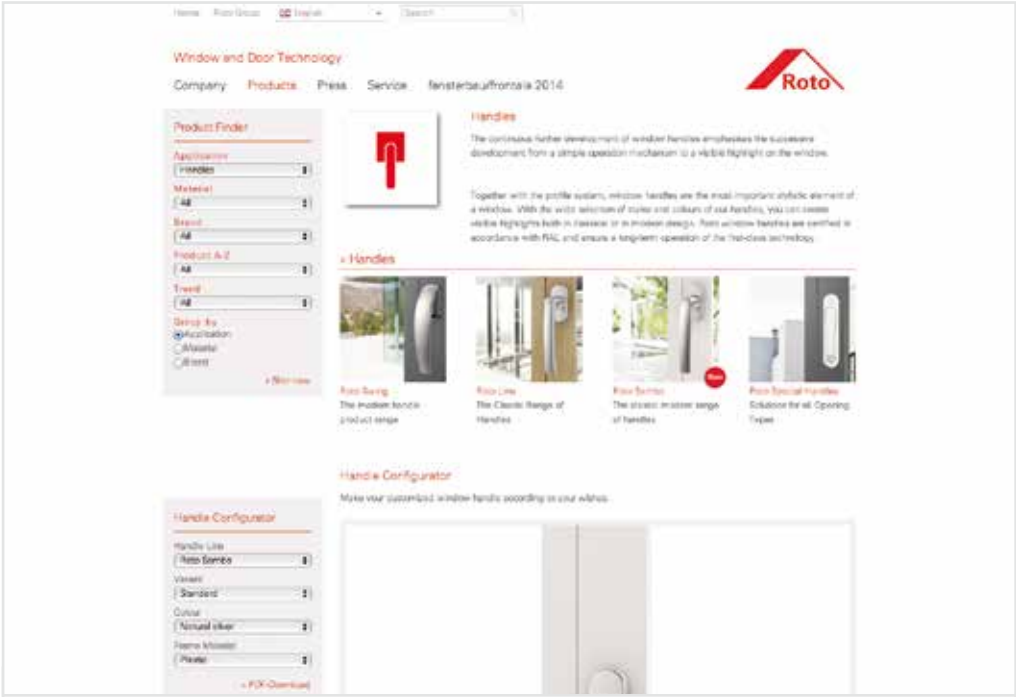 Home Roto Group English Search
Window and Door Technology
Company Products Press Service fensterbau/frontale 2014
Roto
Product Finder
Application
Handles
Material
All
Brand
All
Product A-Z
All
Trend
All
Group by
Application
Material
Brand
Handles
The continuous further development of window handles emphasises the successive
development from a simple operation mechanism to a visible highlight on the window.
Together with the profile system, window handles are the most important stylistic element of
a window. With the wide selection of styles and colours of our handles, you can create
visible highlights both in classical or in modern design. Roto window handles are certified in
accordance with RAL and ensure a long-term operation of the first-class technology.
» Handles
Roto Swing
The modern handle
product range
Roto Line
The Classic Range of
Handles
Roto Samba
The classic modern range
of handles
Roto Special Handles
Solutions for all Opening
Types
Handle Configurator
Make your customized window handle according to your wishes.
Handle Configurator
Handle Line
Roto Samba
Variant
Standard
Colour
Natural silver
Frame Material
Plastic
» PDF-Download